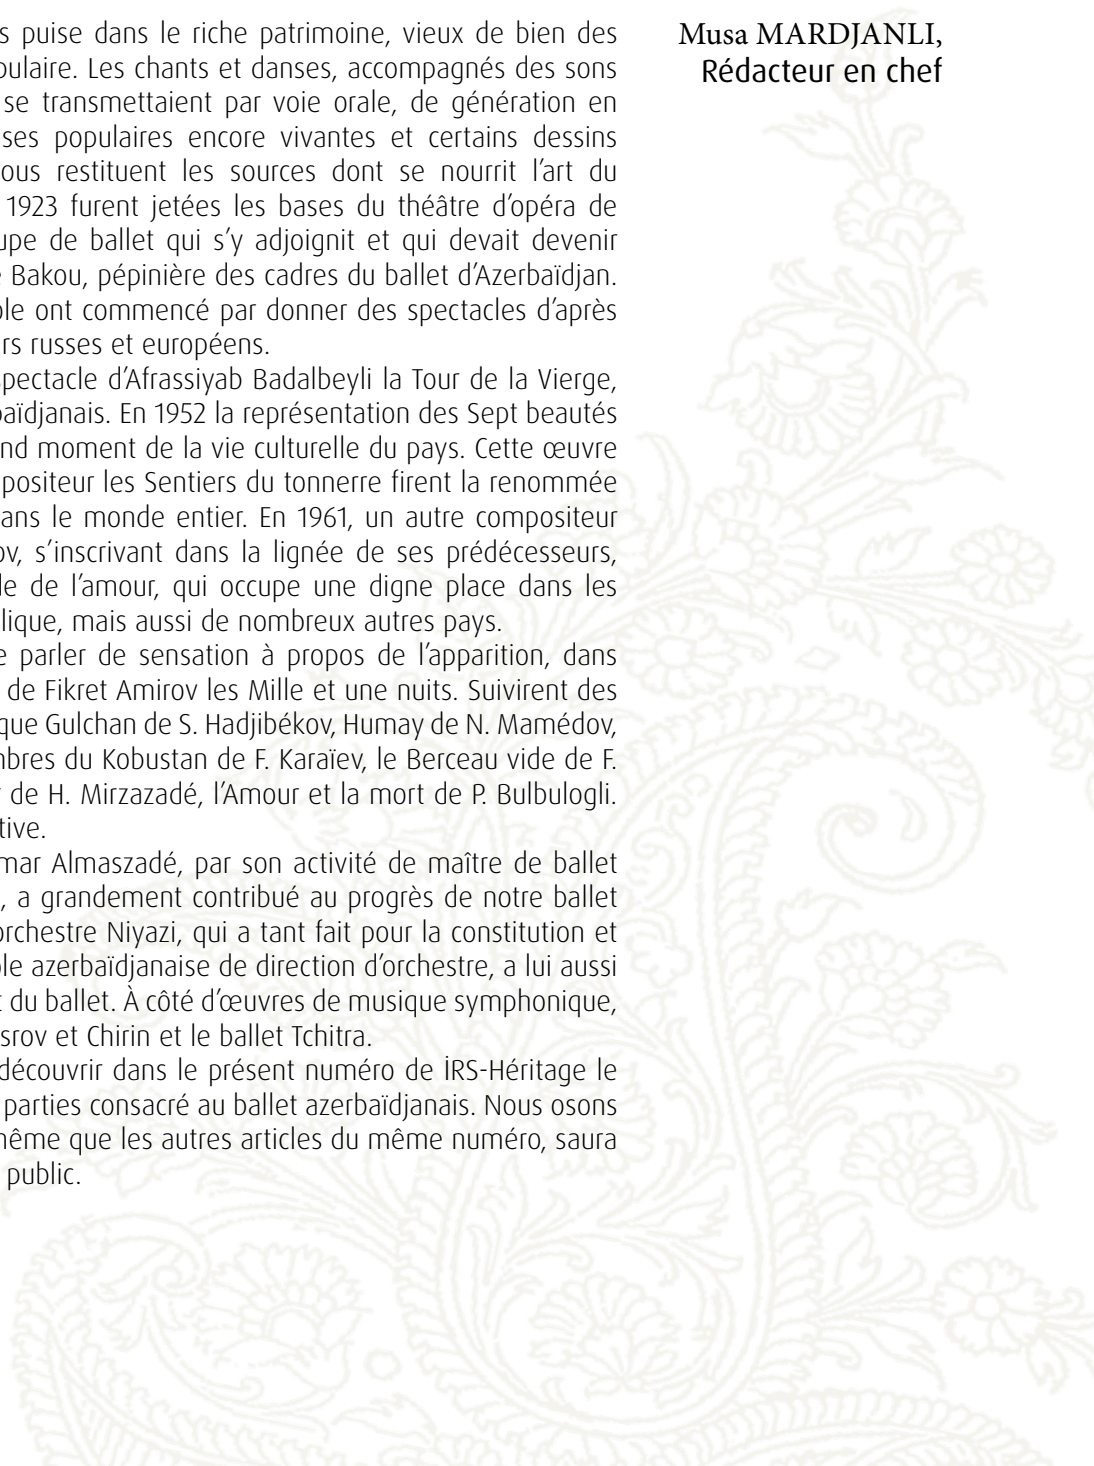 s puise dans le riche patrimoine, vieux de bien des
pulaire. Les chants et danses, accompagnés des sons
se transmettaient par voie orale, de génération en
ses populaires encore vivantes et certains dessins
ous restituent les sources dont se nourrit l’art du
1923 furent jetées les bases du théâtre d’opéra de
upe de ballet qui s’y adjoignit et qui devait devenir
e Bakou, pépinière des cadres du ballet d’Azerbaïdjan.
ole ont commencé par donner des spectacles d’après
rs russes et européens.
spectacle d’Afrassiyab Badalbeyli la Tour de la Vierge,
baïdjanais. En 1952 la représentation des Sept beautés
nd moment de la vie culturelle du pays. Cette œuvre
positeur les Sentiers du tonnerre firent la renommée
ans le monde entier. En 1961, un autre compositeur
ov, s’inscrivant dans la lignée de ses prédécesseurs,
de de l’amour, qui occupe une digne place dans les
lique, mais aussi de nombreux autres pays.
e parler de sensation à propos de l’apparition, dans
de Fikret Amirov les Mille et une nuits. Suivirent des
que Gulchan de S. Hadjibékov, Humay de N. Mamédov,
mbres du Kobustan de F. Karaïev, le Berceau vide de F.
r de H. Mirzazadé, l’Amour et la mort de P. Bulbulogli.
tive.
mar Almaszadé, par son activité de maître de ballet
, a grandement contribué au progrès de notre ballet
orchestre Niyazi, qui a tant fait pour la constitution et
ole azerbaïdjanaise de direction d’orchestre, a lui aussi
t du ballet. À côté d’œuvres de musique symphonique,
srov et Chirin et le ballet Tchitra.
découvrir dans le présent numéro de İRS-Héritage le
parties consacré au ballet azerbaïdjanais. Nous osons
même que les autres articles du même numéro, saura
public.
Musa MARDJANLI,
Rédacteur en chef